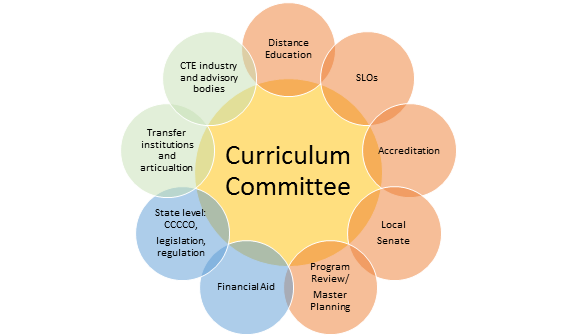 Distance
Education
SLOs
Accreditation
Local
Senate
Program
Review/
Master
Planning
Financial Aid
State level:
CCCCO,
legislation,
regulation
Transfer
institutions
and
articualtion
CTE industry
and advisory
bodies
Curriculum
Committee